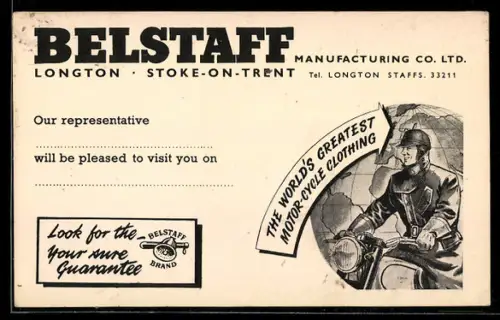 BELSTAFF MANUFACTURING CO. LTD.
LONGTON · STOKE-ON-TRENT Tel. LONGTON STAFFS. 33211
Our representative
will be pleased to visit you on
THE WORLD'S GREATEST
MOTOR-CYCLE CLOTHING
Look for the
Your sure
Guarantee
BELSTAFF
BRAND